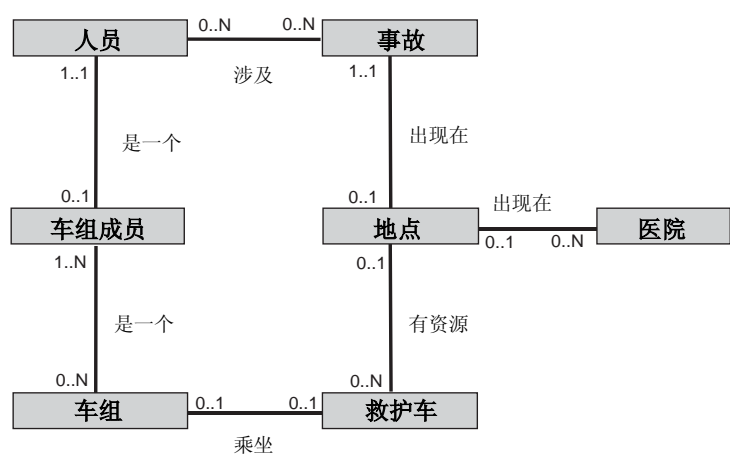 人员 0..N 0..N 事故
1..1 涉及 1..1
是一个 出现在
0..1 0..1 出现在
车组成员 地点 医院
1..N 0..1 0..1 0..N
是一个 有资源
0..N 0..N
车组 0..1 0..1 救护车
乘坐